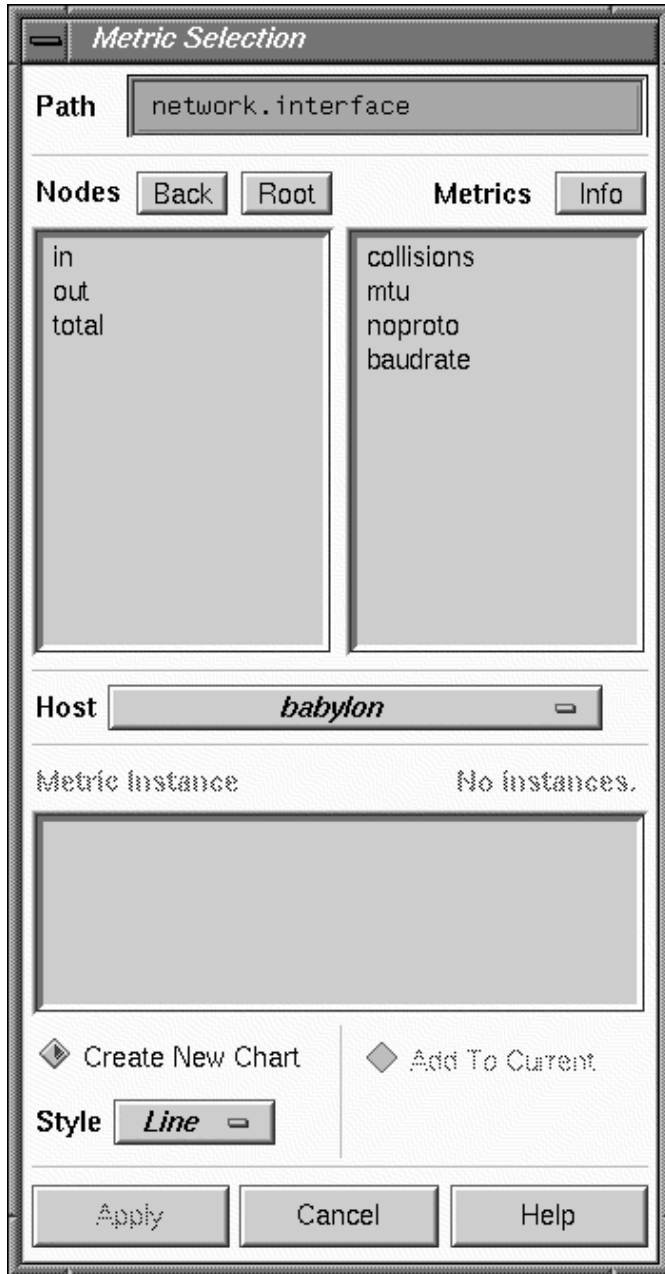 Metric Selection
Path network.interface
Nodes Back Root Metrics Info
in
out
total
collisions
mtu
noproto
baudrate
Host babylon
Metric Instance No instances.
Create New Chart Add To Current
Style Line
Apply Cancel Help